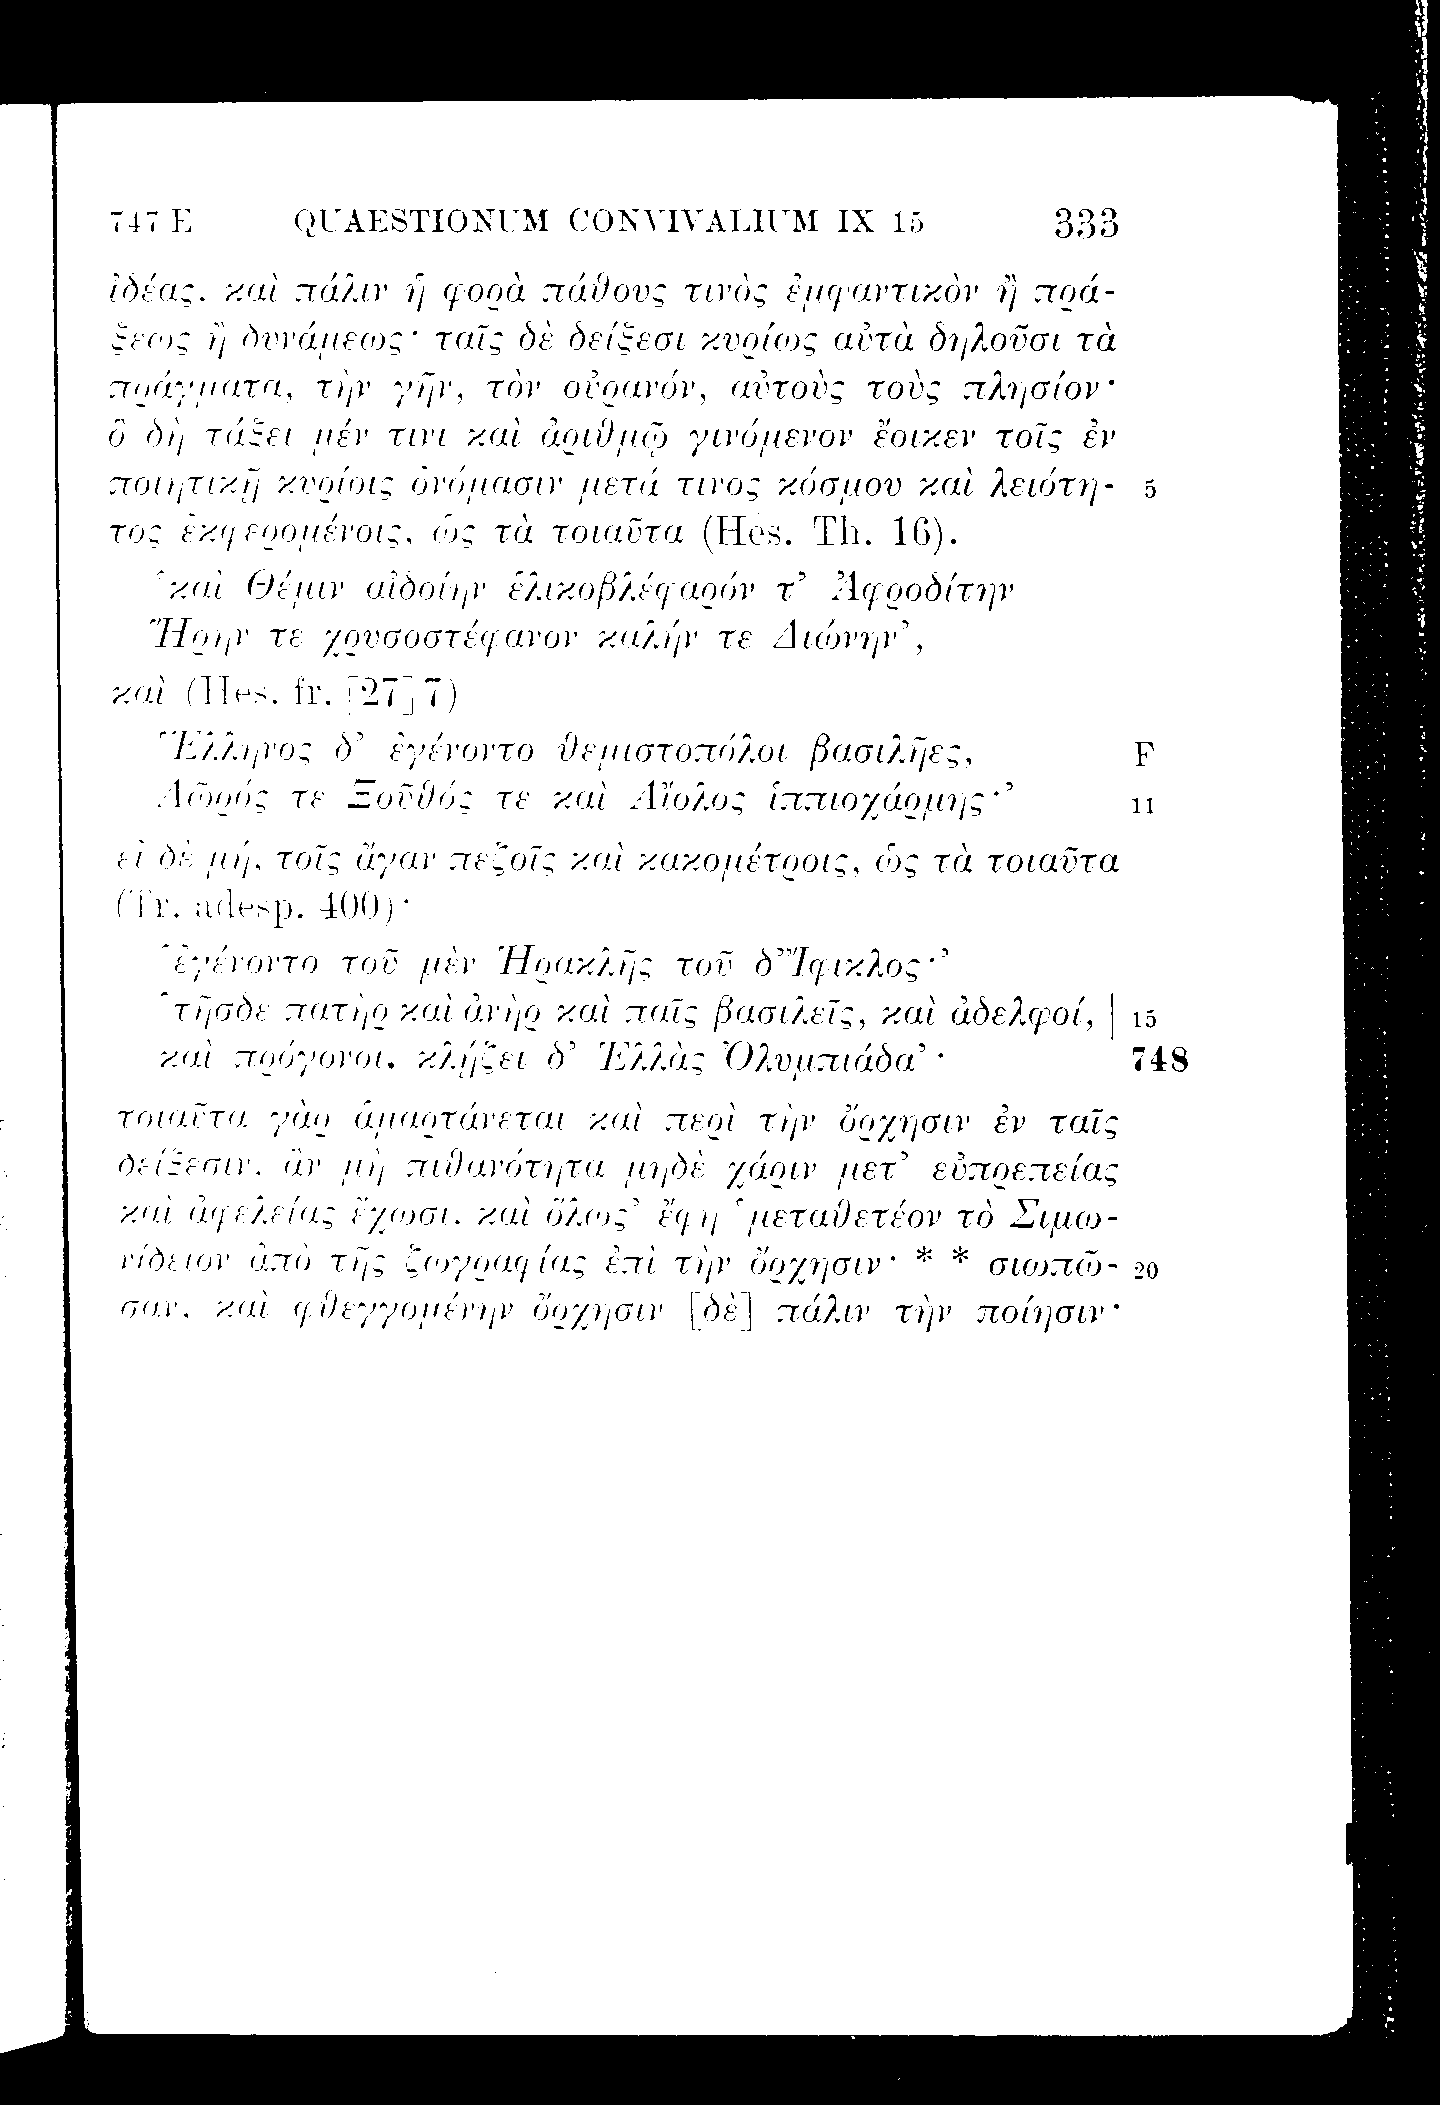 747 E QUAESTIONUM CONVIVALIUM IX 15 333
ἰδέας. καὶ πάλιν ἡ φορὰ πάθους τινὸς ἐμφαντικὸν ἢ πρά-
ξεως ἢ δυνάμεως· ταῖς δὲ δείξεσι κυρίως αὐτὰ δηλοῦσι τὰ
πράγματα, τὴν γῆν, τὸν οὐρανόν, αὐτοὺς τοὺς πλησίον·
ὃ δὴ τάξει μέν τινι καὶ ἀριθμῷ γινόμενον ἔοικεν τοῖς ἐν
ποιητικῇ κυρίοις ὀνόμασιν μετά τινος κόσμου καὶ λειότη- 5
τος ἐκφερομένοις, ὡς τὰ τοιαῦτα (Hes. Th. 16).
‘καὶ Θέμιν αἰδοίην ἑλικοβλέφαρόν τ’ Ἀφροδίτην
Ἥρην τε χρυσοστέφανον καλήν τε Διώνην’,
καὶ (Hes. fr. [27] 7)
‘Ἕλληνος δ’ ἐγένοντο θεμιστοπόλοι βασιλῆες, F
Δῶρός τε Ξοῦθός τε καὶ Αἴολος ἱππιοχάρμης·’ 11
εἰ δὲ μή, τοῖς ἄγαν πεζοῖς καὶ κακομέτροις, ὡς τὰ τοιαῦτα
(Tr. adesp. 400)·
‘ἐγένοντο τοῦ μὲν Ἡρακλῆς τοῦ δ’ Ἴφικλος·’
‘τῆσδε πατὴρ καὶ ἀνὴρ καὶ παῖς βασιλεῖς, καὶ ἀδελφοί, | 15
καὶ πρόγονοι. κλῄζει δ’ Ἑλλὰς Ὀλυμπιάδα’· 748
τοιαῦτα γὰρ ἁμαρτάνεται καὶ περὶ τὴν ὄρχησιν ἐν ταῖς
δείξεσιν, ἂν μὴ πιθανότητα μηδὲ χάριν μετ’ εὐπρεπείας
καὶ ἀφελείας ἔχωσι. καὶ ὅλως’ ἔφη ‘μεταθετέον τὸ Σιμω-
νίδειον ἀπὸ τῆς ζωγραφίας ἐπὶ τὴν ὄρχησιν· * * σιωπῶ- 20
σαν, καὶ φθεγγομένην ὄρχησιν [δὲ] πάλιν τὴν ποίησιν·